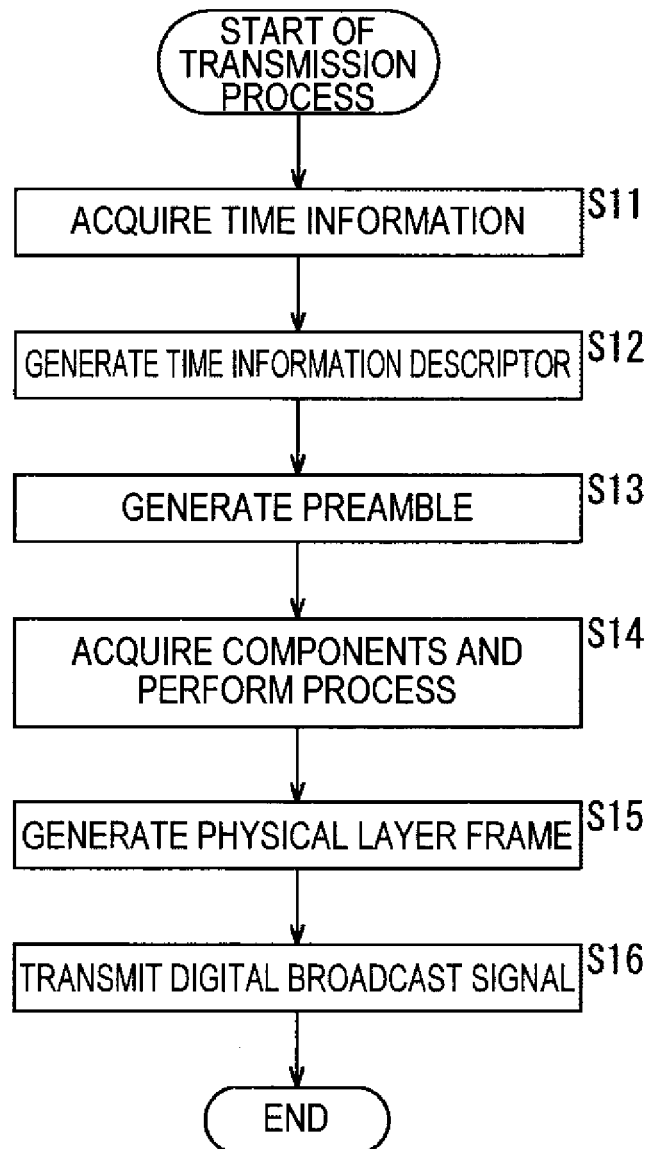 START OF
TRANSMISSION
PROCESS
ACQUIRE TIME INFORMATION
S11
GENERATE TIME INFORMATION DESCRIPTOR
S12
GENERATE PREAMBLE
S13
ACQUIRE COMPONENTS AND
PERFORM PROCESS
S14
GENERATE PHYSICAL LAYER FRAME
S15
TRANSMIT DIGITAL BROADCAST SIGNAL
S16
END